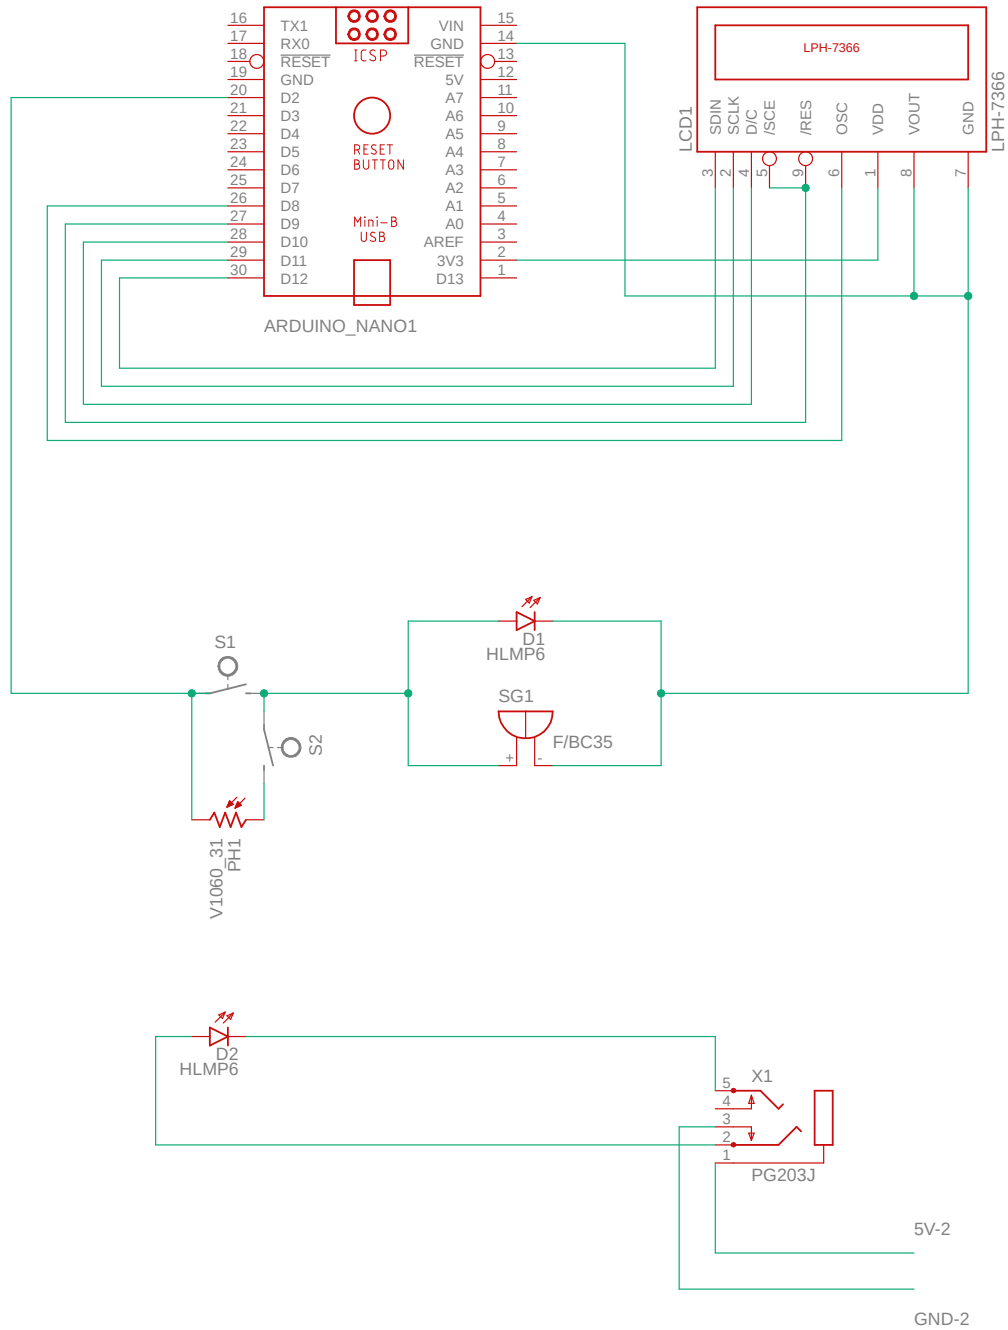 16 TX1
17 RX0
18 RESET
19 GND
20 D2
21 D3
22 D4
23 D5
24 D6
25 D7
26 D8
27 D9
28 D10
29 D11
30 D12
ICSP
RESET
BUTTON
Mini-B
USB
VIN 15
GND 14
RESET 13
5V 12
A7 11
A6 10
A5 9
A4 8
A3 7
A2 6
A1 5
A0 4
AREF 3
3V3 2
D13 1
ARDUINO_NANO1
LPH-7366
LCD1
SDIN
SCLK
D/C
/SCE
/RES
OSC
VDD
VOUT
GND
LPH-7366
3
2
4
5
9
6
1
8
7
D1
HLMP6
S1
SG1
F/BC35
+ -
S2
V1060_31
PH1
D2
HLMP6
X1
5
4
3
2
1
PG203J
5V-2
GND-2